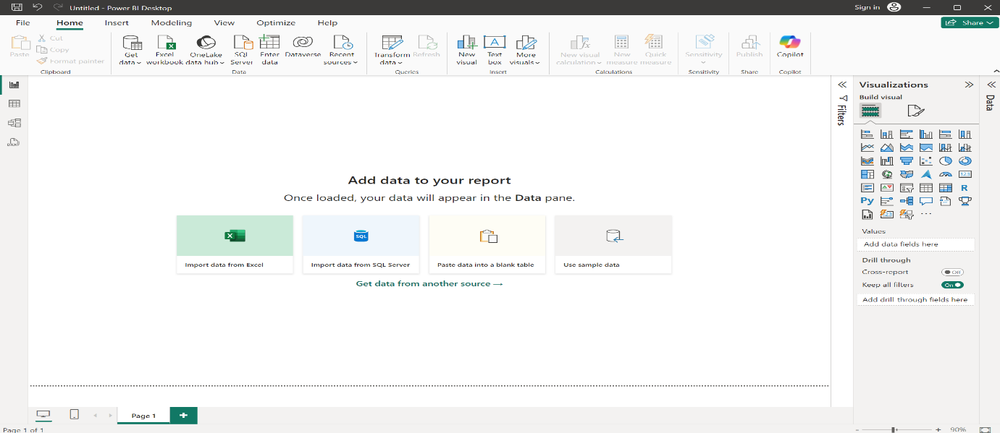 Untitled - Power BI Desktop
Sign in
File Home Insert Modeling View Optimize Help
Share
Paste
Cut
Copy
Format painter
Clipboard
Get data
Excel workbook
OneLake data hub
SQL Server
Enter data
Dataverse
Recent sources
Data
Transform data
Refresh
Queries
New visual
Text box
More visuals
Insert
New visual calculation
New measure
Quick measure
Calculations
Sensitivity
Sensitivity
Publish
Share
Copilot
Copilot
Add data to your report
Once loaded, your data will appear in the Data pane.
Import data from Excel
SQL
Import data from SQL Server
Paste data into a blank table
Use sample data
Get data from another source →
Filters
Visualizations
Build visual
123
R
Py
123
Values
Add data fields here
Drill through
Cross-report
Off
Keep all filters
On
Add drill through fields here
Data
Page 1
Page 1 of 1
90%